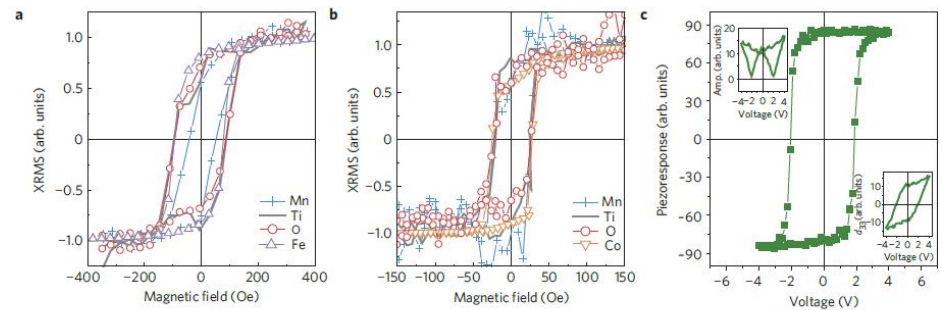 a
XRMS (arb. units)
1.0
0.5
0
−0.5
−1.0
−400
−200
0
200
400
Magnetic field (Oe)
Mn
Ti
O
Fe
b
XRMS (arb. units)
1.0
0.5
0
−0.5
−1.0
−150
−100
−50
0
50
100
150
Magnetic field (Oe)
Mn
Ti
O
Co
c
Piezoresponse (arb. units)
90
60
30
0
−30
−60
−90
−6
−4
−2
0
2
4
6
Voltage (V)
Amp. (arb. units)
20
10
0
−4
−2
0
2
4
Voltage (V)
d33 (arb. units)
10
0
−10
−4
−2
0
2
4
Voltage (V)